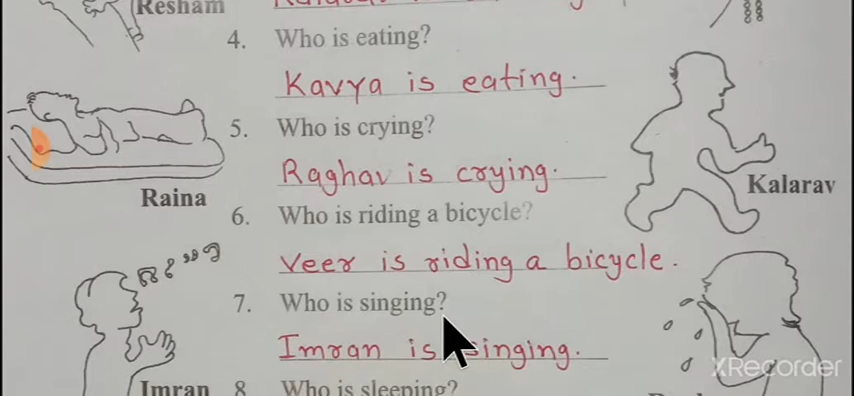 Resham
4. Who is eating?
Kavya is eating.
5. Who is crying?
Raghav is crying.
Raina
Kalarav
6. Who is riding a bicycle?
Veer is riding a bicycle.
7. Who is singing?
Imran is singing.
XRecorder
Imran
8 Who is sleeping?